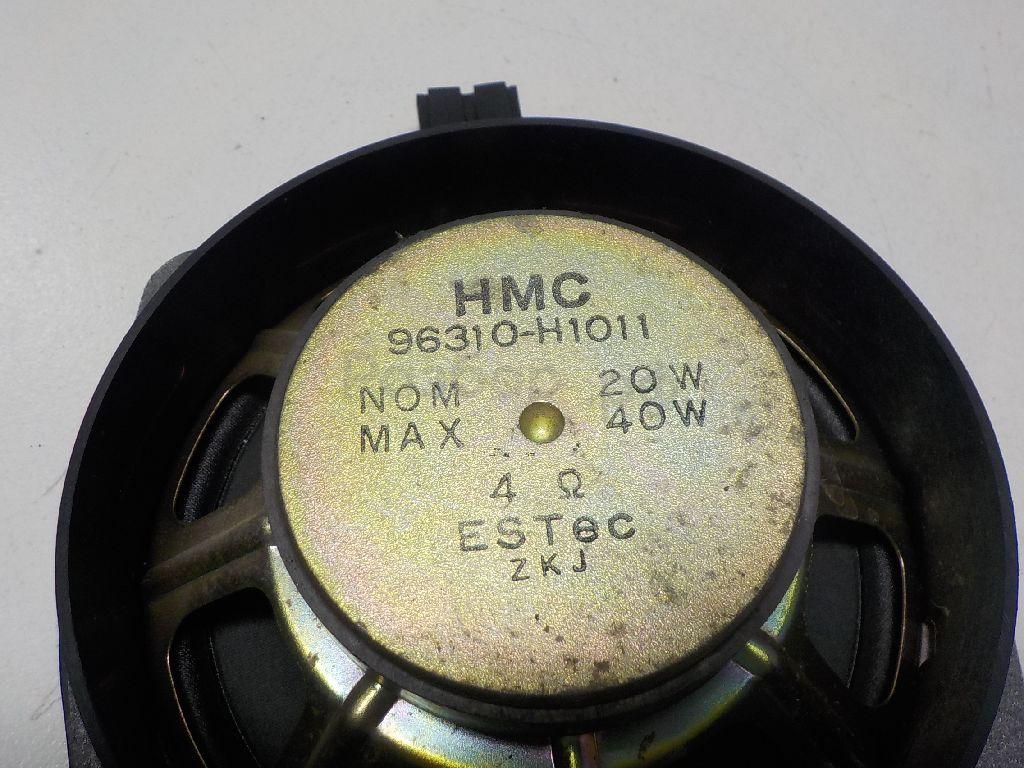 HMC
96310-H1011
NOM 20W
MAX 40W
4 Ω
ESTec
ZKJ